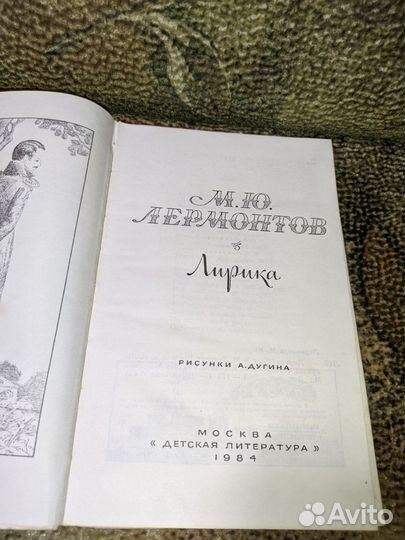 М.Ю.
ЛЕРМОНТОВ
Лирика
РИСУНКИ А.ДУГИНА
МОСКВА
« ДЕТСКАЯ ЛИТЕРАТУРА »
1984
Avito